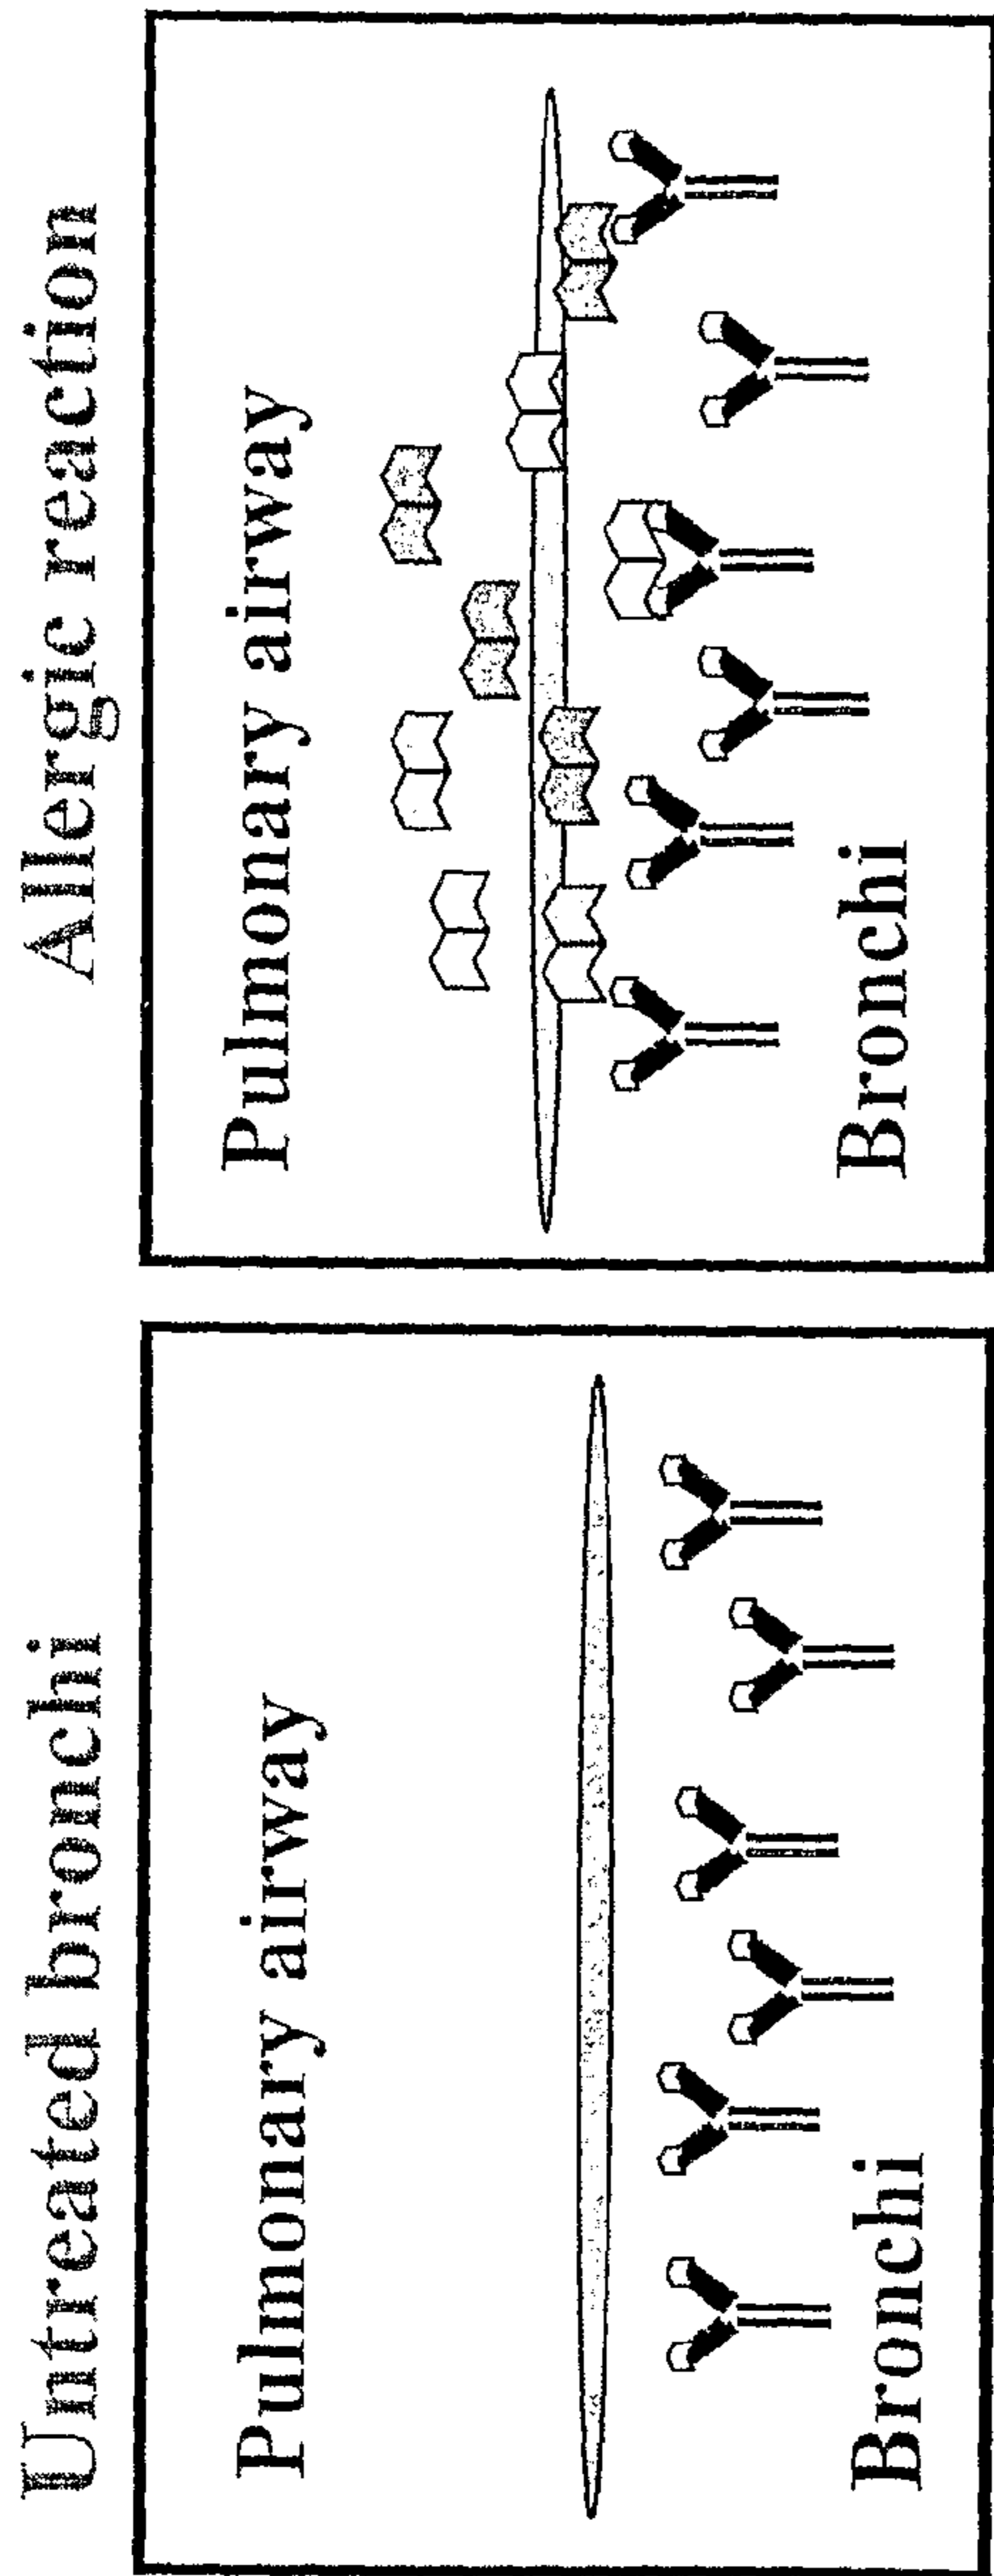 Untreated bronchi
Pulmonary airway
Bronchi
Allergic reaction
Pulmonary airway
Bronchi